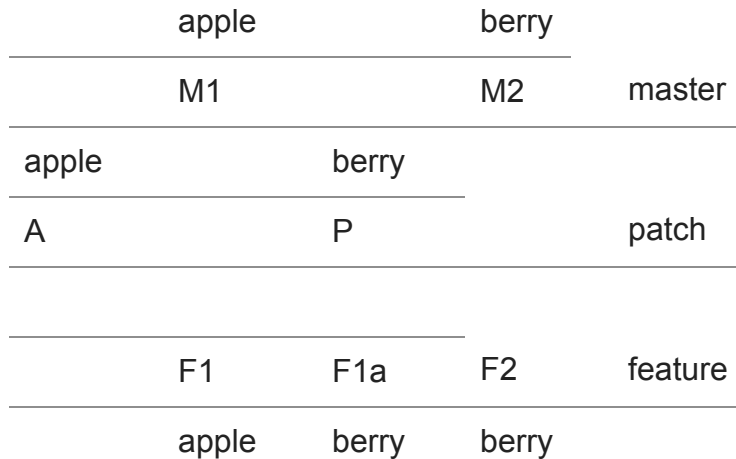 apple berry
M1 M2 master
apple berry
A P patch
F1 F1a F2 feature
apple berry berry